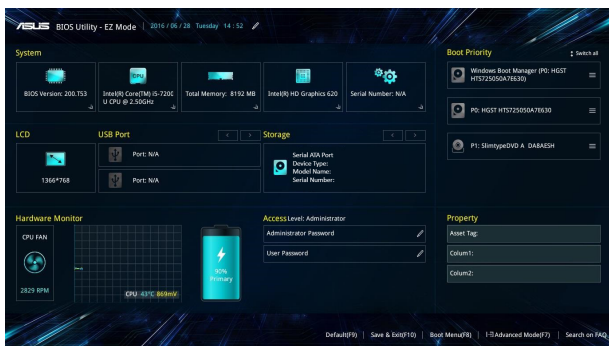 ASUS BIOS Utility - EZ Mode 2016 / 06 / 28 Tuesday 14 : 52
System
BIOS Version: 200.T53
Intel(R) Core(TM) i5-7200
U CPU @ 2.50GHz
Total Memory: 8192 MB
Intel(R) HD Graphics 620
Serial Number: N/A
CPU
Boot Priority
Switch all
Windows Boot Manager (P0: HGST
HTS725050A7E630)
P0: HGST HTS725050A7E630
P1: SlimtypeDVD A DA8AESH
LCD
1366*768
USB Port
Port: N/A
Port: N/A
Storage
Serial ATA Port
Device Type:
Model Name:
Serial Number:
Hardware Monitor
CPU FAN
2829 RPM
CPU 43°C 869mV
90%
Primary
Access Level: Administrator
Administrator Password
User Password
Property
Asset Tag:
Colum1:
Colum2:
Default(F9) Save & Exit(F10) Boot Menu(F8) Advanced Mode(F7) Search on FAQ